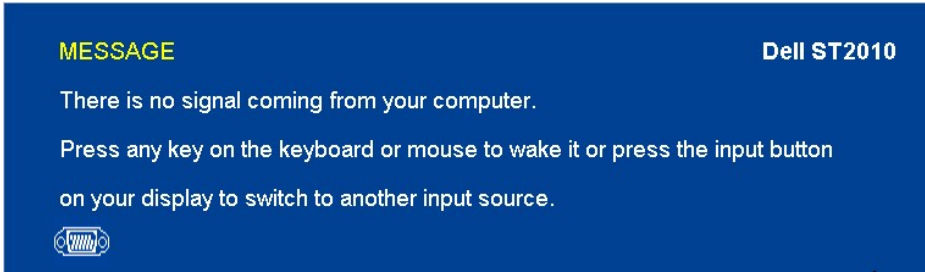 MESSAGE Dell ST2010
There is no signal coming from your computer.
Press any key on the keyboard or mouse to wake it or press the input button
on your display to switch to another input source.